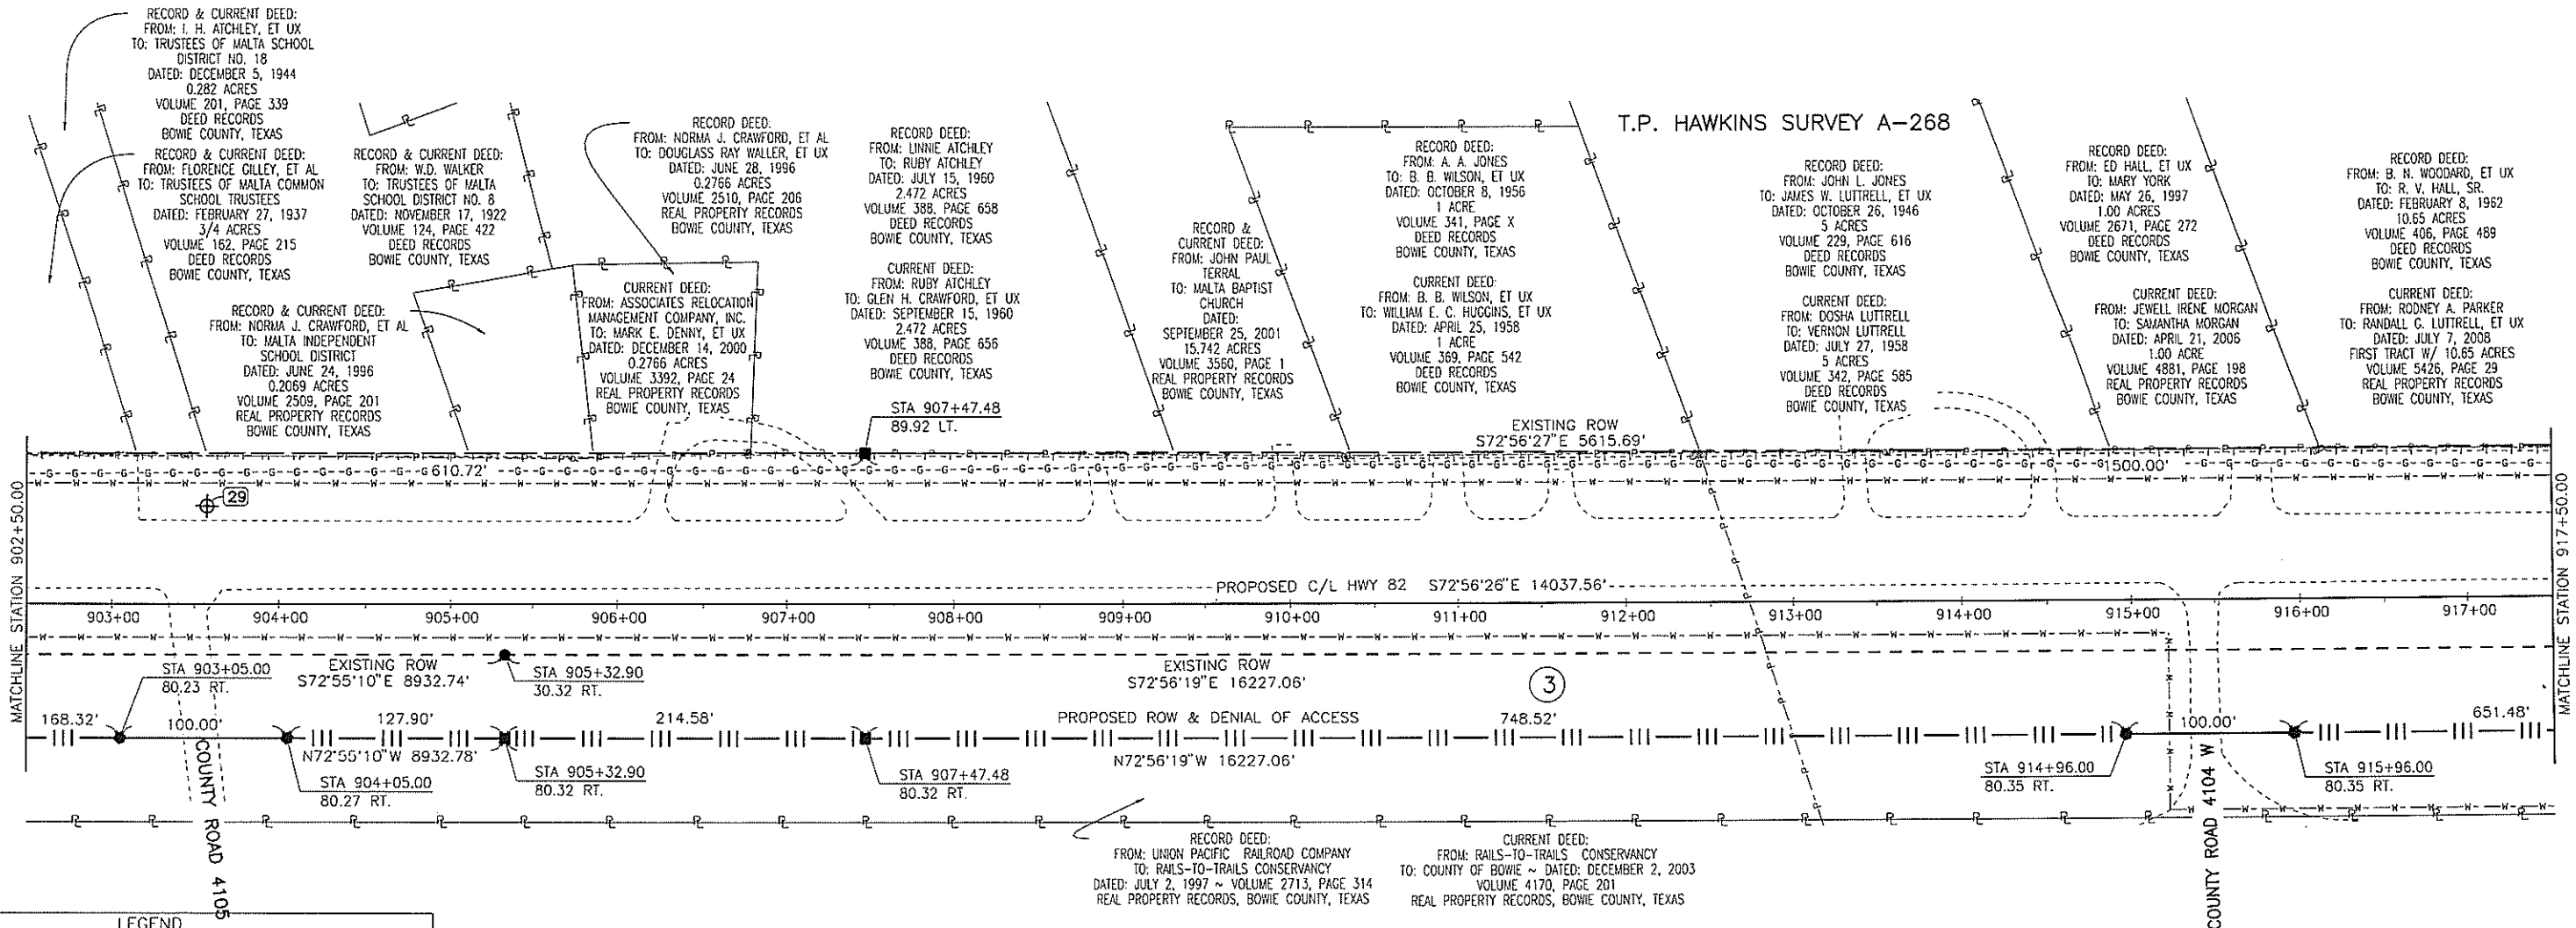 RECORD & CURRENT DEED:
FROM: I. H. ATCHLEY, ET UX
TO: TRUSTEES OF MALTA SCHOOL
DISTRICT NO. 18
DATED: DECEMBER 5, 1944
0.282 ACRES
VOLUME 201, PAGE 339
DEED RECORDS
BOWIE COUNTY, TEXAS
RECORD & CURRENT DEED:
FROM: FLORENCE GILLEY, ET AL
TO: TRUSTEES OF MALTA COMMON
SCHOOL TRUSTEES
DATED: FEBRUARY 27, 1937
3/4 ACRES
VOLUME 162, PAGE 215
DEED RECORDS
BOWIE COUNTY, TEXAS
RECORD & CURRENT DEED:
FROM: W.D. WALKER
TO: TRUSTEES OF MALTA
SCHOOL DISTRICT NO. 8
DATED: NOVEMBER 17, 1922
VOLUME 124, PAGE 422
DEED RECORDS
BOWIE COUNTY, TEXAS
RECORD & CURRENT DEED:
FROM: NORMA J. CRAWFORD, ET AL
TO: MALTA INDEPENDENT
SCHOOL DISTRICT
DATED: JUNE 24, 1996
0.2069 ACRES
VOLUME 2509, PAGE 201
REAL PROPERTY RECORDS
BOWIE COUNTY, TEXAS
RECORD DEED:
FROM: NORMA J. CRAWFORD, ET AL
TO: DOUGLASS RAY WALLER, ET UX
DATED: JUNE 28, 1996
0.2766 ACRES
VOLUME 2510, PAGE 206
REAL PROPERTY RECORDS
BOWIE COUNTY, TEXAS
CURRENT DEED:
FROM: ASSOCIATES RELOCATION
MANAGEMENT COMPANY, INC.
TO: MARK E. DENNY, ET UX
DATED: DECEMBER 14, 2000
0.2766 ACRES
VOLUME 3392, PAGE 24
REAL PROPERTY RECORDS
BOWIE COUNTY, TEXAS
RECORD DEED:
FROM: LINNIE ATCHLEY
TO: RUBY ATCHLEY
DATED: JULY 15, 1960
2.472 ACRES
VOLUME 388, PAGE 658
DEED RECORDS
BOWIE COUNTY, TEXAS
CURRENT DEED:
FROM: RUBY ATCHLEY
TO: GLEN H. CRAWFORD, ET UX
DATED: SEPTEMBER 15, 1960
2.472 ACRES
VOLUME 388, PAGE 656
DEED RECORDS
BOWIE COUNTY, TEXAS
STA 907+47.48
89.92 LT.
RECORD &
CURRENT DEED:
FROM: JOHN PAUL
TERRAL
TO: MALTA BAPTIST
CHURCH
DATED:
SEPTEMBER 25, 2001
15.742 ACRES
VOLUME 3560, PAGE 1
REAL PROPERTY RECORDS
BOWIE COUNTY, TEXAS
RECORD DEED:
FROM: A. A. JONES
TO: B. B. WILSON, ET UX
DATED: OCTOBER 8, 1956
1 ACRE
VOLUME 341, PAGE X
DEED RECORDS
BOWIE COUNTY, TEXAS
CURRENT DEED:
FROM: B. B. WILSON, ET UX
TO: WILLIAM E. C. HUGGINS, ET UX
DATED: APRIL 25, 1958
1 ACRE
VOLUME 369, PAGE 542
DEED RECORDS
BOWIE COUNTY, TEXAS
T.P. HAWKINS SURVEY A-268
RECORD DEED:
FROM: JOHN L. JONES
TO: JAMES W. LUTTRELL, ET UX
DATED: OCTOBER 26, 1946
5 ACRES
VOLUME 229, PAGE 616
DEED RECORDS
BOWIE COUNTY, TEXAS
CURRENT DEED:
FROM: DOSHA LUTTRELL
TO: VERNON LUTTRELL
DATED: JULY 27, 1958
5 ACRES
VOLUME 342, PAGE 585
DEED RECORDS
BOWIE COUNTY, TEXAS
RECORD DEED:
FROM: ED HALL, ET UX
TO: MARY YORK
DATED: MAY 26, 1997
1.00 ACRES
VOLUME 2671, PAGE 272
DEED RECORDS
BOWIE COUNTY, TEXAS
CURRENT DEED:
FROM: JEWELL IRENE MORGAN
TO: SAMANTHA MORGAN
DATED: APRIL 21, 2006
1.00 ACRE
VOLUME 4881, PAGE 198
REAL PROPERTY RECORDS
BOWIE COUNTY, TEXAS
RECORD DEED:
FROM: B. N. WOODARD, ET UX
TO: R. V. HALL, SR.
DATED: FEBRUARY 8, 1962
10.65 ACRES
VOLUME 406, PAGE 489
DEED RECORDS
BOWIE COUNTY, TEXAS
CURRENT DEED:
FROM: RODNEY A. PARKER
TO: RANDALL G. LUTTRELL, ET UX
DATED: JULY 7, 2008
FIRST TRACT W/ 10.65 ACRES
VOLUME 5426, PAGE 29
REAL PROPERTY RECORDS
BOWIE COUNTY, TEXAS
EXISTING ROW
S72°56'27"E 5615.69'
610.72'
1500.00'
29
MATCHLINE STATION 902+50.00
MATCHLINE STATION 917+50.00
PROPOSED C/L HWY 82 S72°56'26"E 14037.56'
903+00 904+00 905+00 906+00 907+00 908+00 909+00 910+00 911+00 912+00 913+00 914+00 915+00 916+00 917+00
STA 903+05.00
80.23 RT.
EXISTING ROW
S72°55'10"E 8932.74'
STA 905+32.90
30.32 RT.
EXISTING ROW
S72°56'19"E 16227.06'
3
168.32' 100.00' 127.90' 214.58' PROPOSED ROW & DENIAL OF ACCESS 748.52' 100.00' 651.48'
N72°55'10"W 8932.78'
N72°56'19"W 16227.06'
STA 904+05.00
80.27 RT.
STA 905+32.90
80.32 RT.
STA 907+47.48
80.32 RT.
STA 914+96.00
80.35 RT.
STA 915+96.00
80.35 RT.
COUNTY ROAD 4105
COUNTY ROAD 4104 W
RECORD DEED:
FROM: UNION PACIFIC RAILROAD COMPANY
TO: RAILS-TO-TRAILS CONSERVANCY
DATED: JULY 2, 1997 ~ VOLUME 2713, PAGE 314
REAL PROPERTY RECORDS, BOWIE COUNTY, TEXAS
CURRENT DEED:
FROM: RAILS-TO-TRAILS CONSERVANCY
TO: COUNTY OF BOWIE ~ DATED: DECEMBER 2, 2003
VOLUME 4170, PAGE 201
REAL PROPERTY RECORDS, BOWIE COUNTY, TEXAS
LEGEND